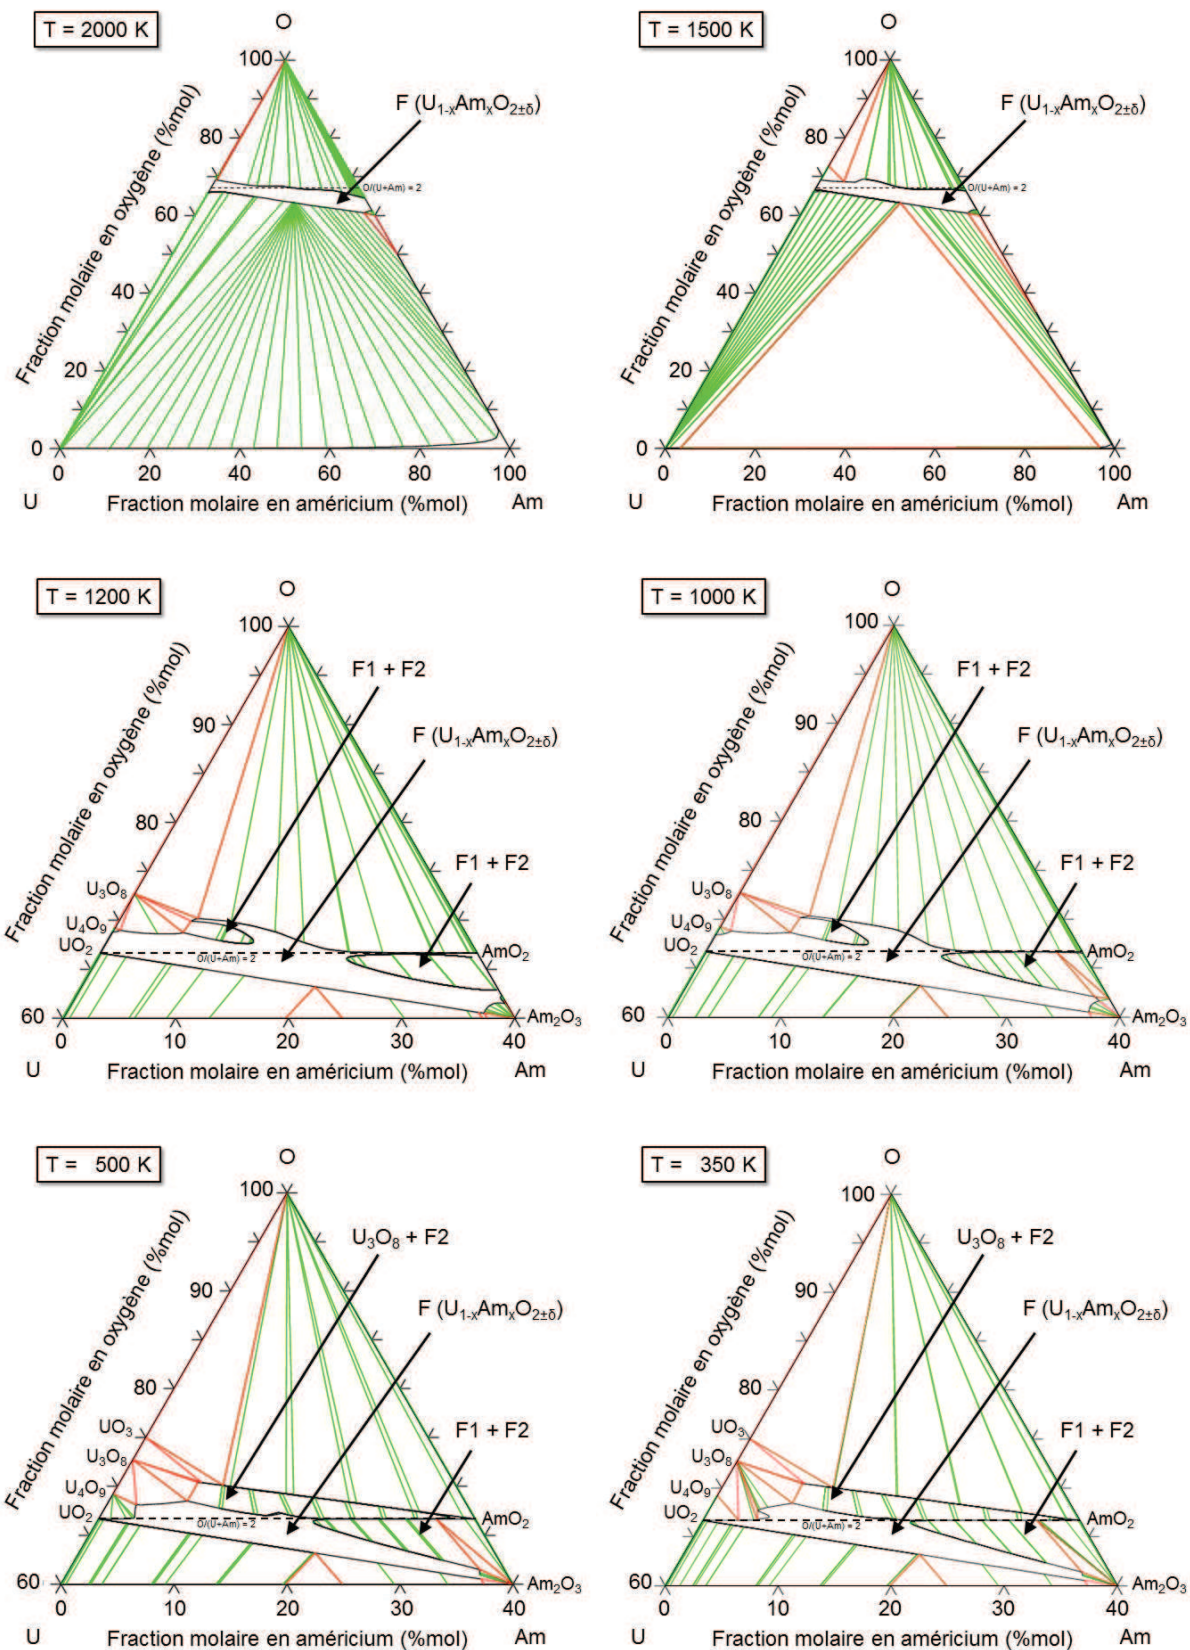 T = 2000 K
O
100
F (U1-xAmxO2±δ)
80
O/(U+Am) = 2
60
40
20
0
Fraction molaire en oxygène (%mol)
0 20 40 60 80 100
U Fraction molaire en américium (%mol) Am
T = 1500 K
O
100
F (U1-xAmxO2±δ)
80
O/(U+Am) = 2
60
40
20
0
Fraction molaire en oxygène (%mol)
0 20 40 60 80 100
U Fraction molaire en américium (%mol) Am
T = 1200 K
O
100
F1 + F2
90
F (U1-xAmxO2±δ)
80
F1 + F2
U3O8
U4O9
UO2
AmO2
O/(U+Am) = 2
60
Am2O3
Fraction molaire en oxygène (%mol)
0 10 20 30 40
U Fraction molaire en américium (%mol) Am
T = 1000 K
O
100
F1 + F2
90
F (U1-xAmxO2±δ)
80
F1 + F2
U3O8
U4O9
UO2
AmO2
O/(U+Am) = 2
60
Am2O3
Fraction molaire en oxygène (%mol)
0 10 20 30 40
U Fraction molaire en américium (%mol) Am
T = 500 K
O
100
U3O8 + F2
90
F (U1-xAmxO2±δ)
80
UO3
F1 + F2
U3O8
U4O9
UO2
AmO2
O/(U+Am) = 2
60
Am2O3
Fraction molaire en oxygène (%mol)
0 10 20 30 40
U Fraction molaire en américium (%mol) Am
T = 350 K
O
100
U3O8 + F2
90
F (U1-xAmxO2±δ)
80
UO3
F1 + F2
U3O8
U4O9
UO2
AmO2
O/(U+Am) = 2
60
Am2O3
Fraction molaire en oxygène (%mol)
0 10 20 30 40
U Fraction molaire en américium (%mol) Am